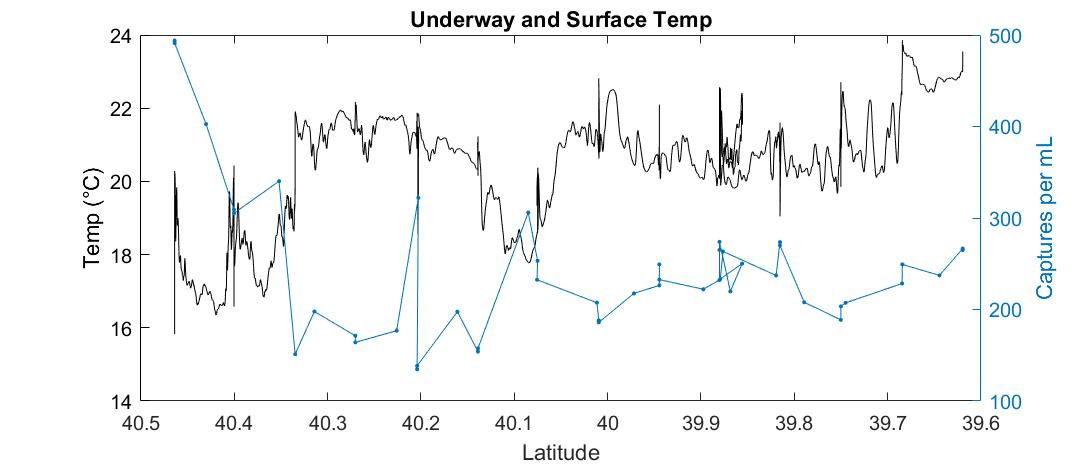 Underway and Surface Temp
24
22
20
18
16
14
Temp (°C)
500
400
300
200
100
Captures per mL
40.5 40.4 40.3 40.2 40.1 40 39.9 39.8 39.7 39.6
Latitude